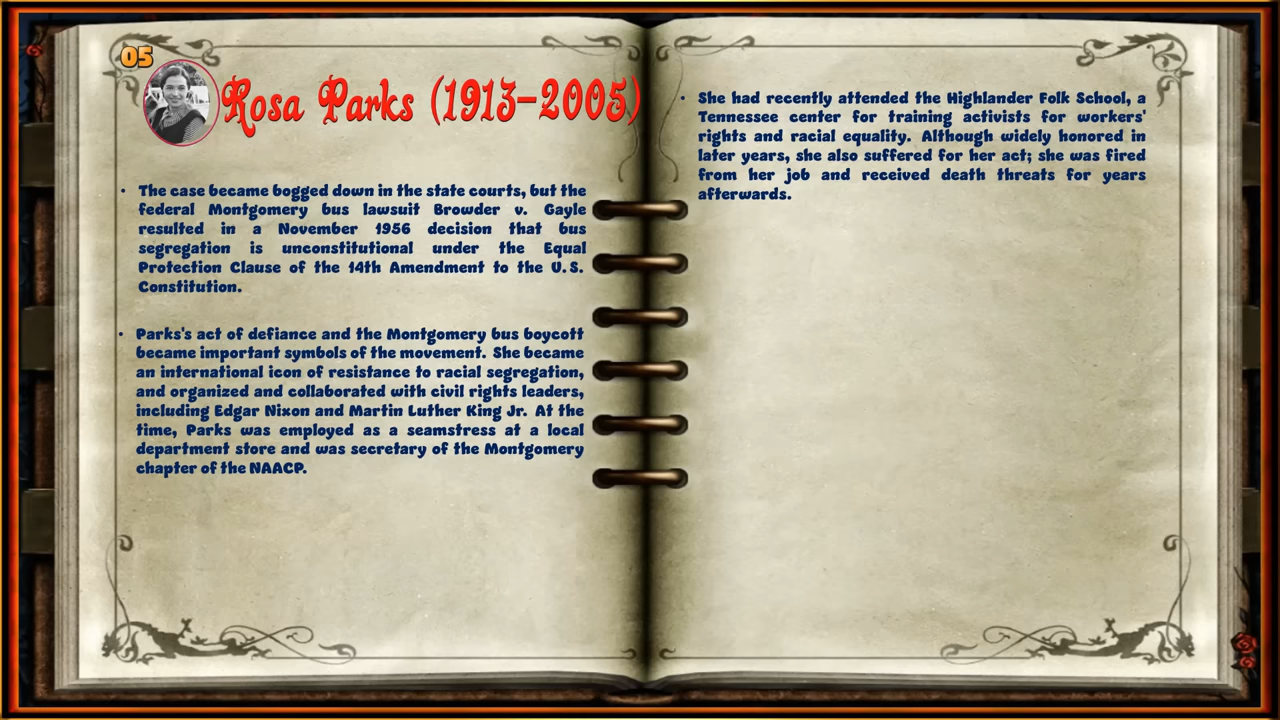 05
Rosa Parks (1913-2005)
• The case became bogged down in the state courts, but the
federal Montgomery bus lawsuit Browder v. Gayle
resulted in a November 1956 decision that bus
segregation is unconstitutional under the Equal
Protection Clause of the 14th Amendment to the U.S.
Constitution.
• Parks's act of defiance and the Montgomery bus boycott
became important symbols of the movement. She became
an international icon of resistance to racial segregation,
and organized and collaborated with civil rights leaders,
including Edgar Nixon and Martin Luther King Jr. At the
time, Parks was employed as a seamstress at a local
department store and was secretary of the Montgomery
chapter of the NAACP.
• She had recently attended the Highlander Folk School, a
Tennessee center for training activists for workers'
rights and racial equality. Although widely honored in
later years, she also suffered for her act; she was fired
from her job and received death threats for years
afterwards.